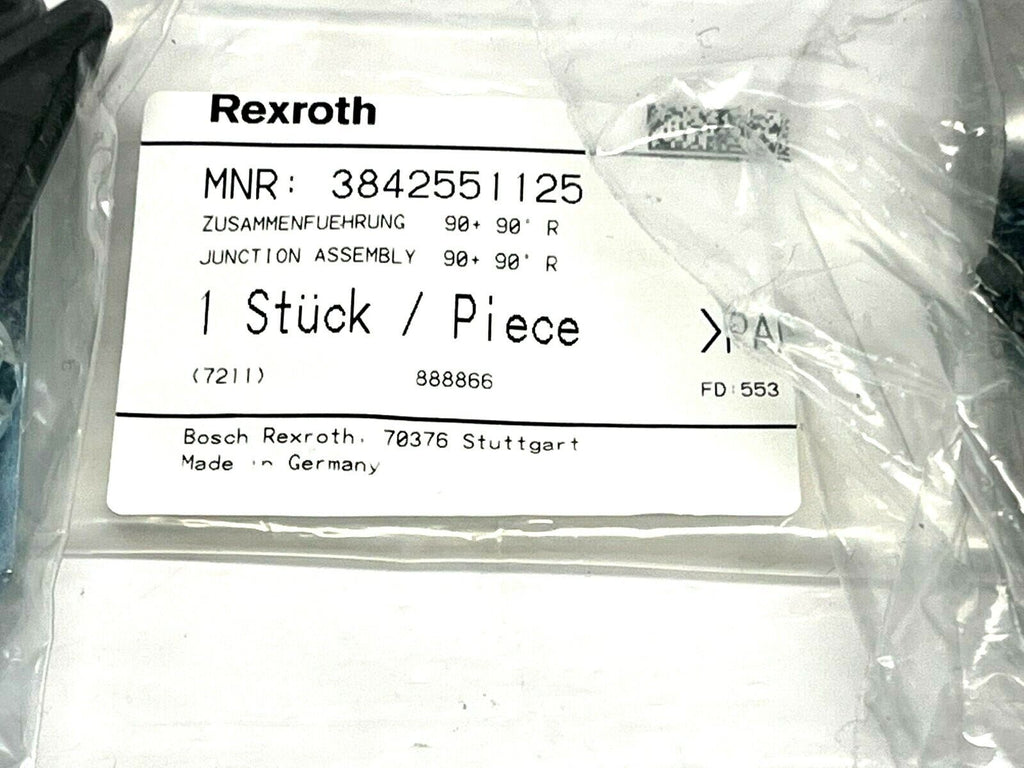 Rexroth
MNR: 3842551125
ZUSAMMENFUEHRUNG 90+ 90° R
JUNCTION ASSEMBLY 90+ 90° R
1 Stück / Piece
(7211) 888866
FD:553
Bosch Rexroth, 70376 Stuttgart
Made in Germany